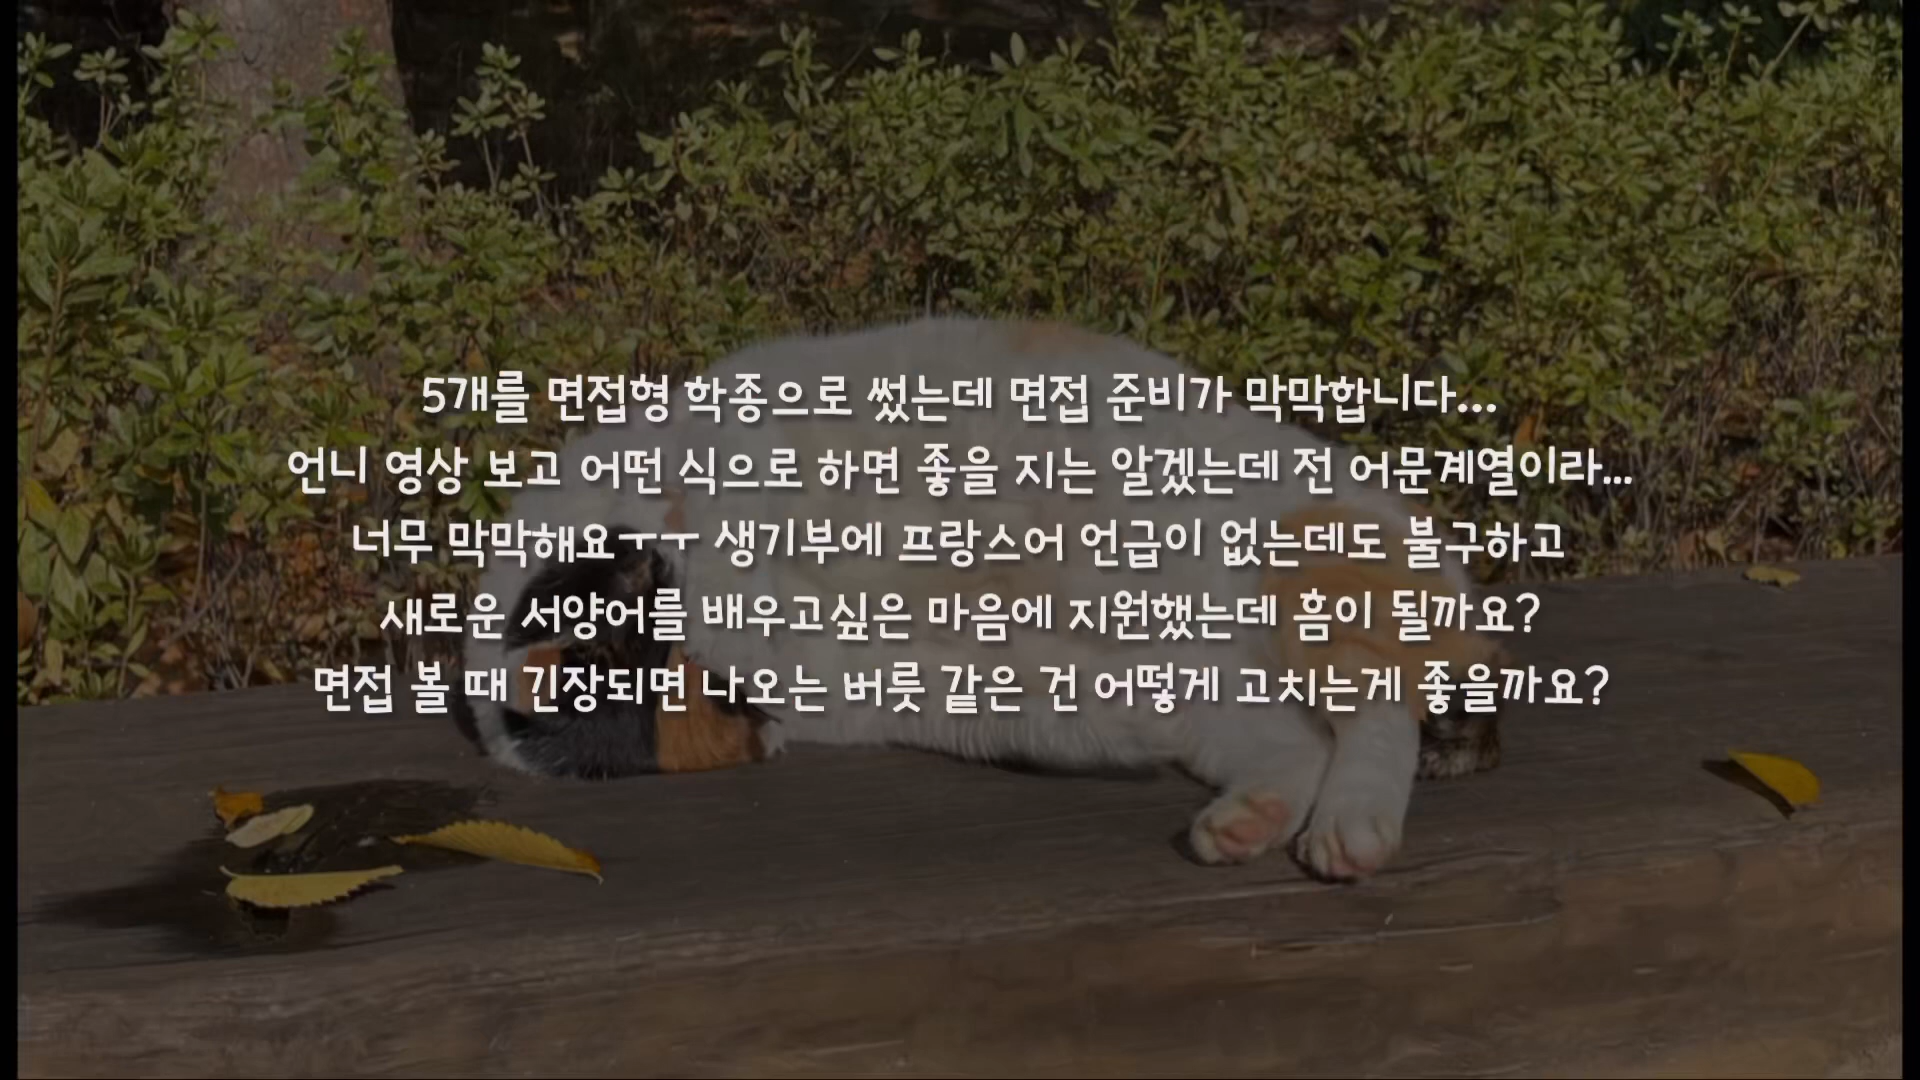 5개를 면접형 학종으로 썼는데 면접 준비가 막막합니다...
언니 영상 보고 어떤 식으로 하면 좋을 지는 알겠는데 전 어문계열이라...
너무 막막해요ㅜㅜ 생기부에 프랑스어 언급이 없는데도 불구하고
새로운 서양어를 배우고싶은 마음에 지원했는데 흠이 될까요?
면접 볼 때 긴장되면 나오는 버릇 같은 건 어떻게 고치는게 좋을까요?